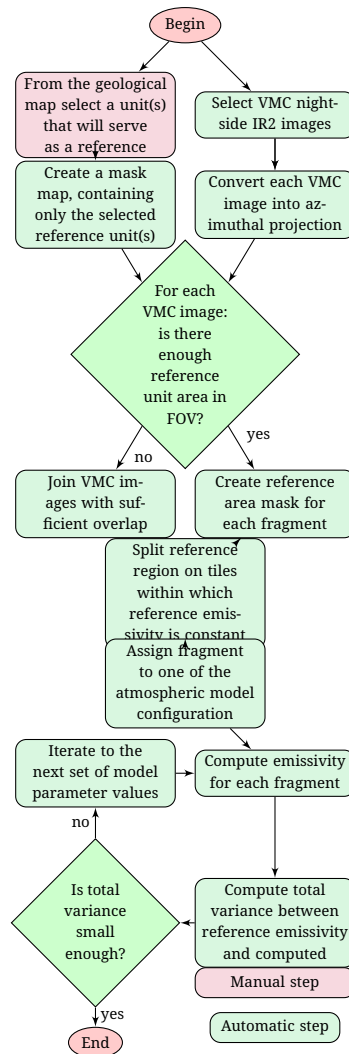 Begin
From the geological
map select a unit(s)
that will serve
as a reference
Select VMC night-
side IR2 images
Create a mask
map, containing
only the selected
reference unit(s)
Convert each VMC
image into az-
imuthal projection
For each
VMC image:
is there
enough
reference
unit area in
FOV?
no
yes
Join VMC im-
ages with suf-
ficient overlap
Create reference
area mask for
each fragment
Split reference
region on tiles
within which
reference emis-
sivity is constant
Assign fragment
to one of the
atmospheric model
configuration
Iterate to the
next set of model
parameter values
Compute emissivity
for each fragment
no
Is total
variance
small
enough?
Compute total
variance between
reference emissivity
and computed
Manual step
yes
Automatic step
End